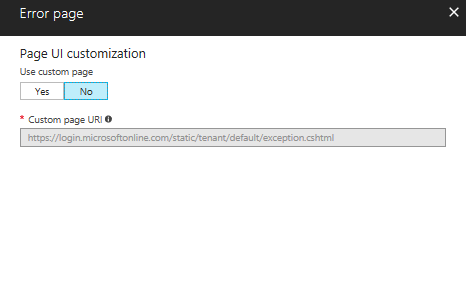 Error page
Page UI customization
Use custom page
Yes No
* Custom page URI
https://login.microsoftonline.com/static/tenant/default/exception.cshtml